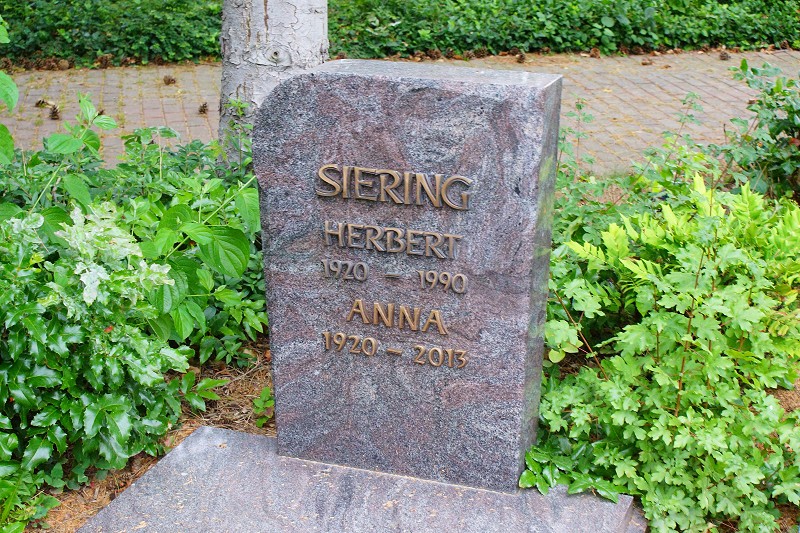 SIERING
HERBERT
1920 – 1990
ANNA
1920 – 2013